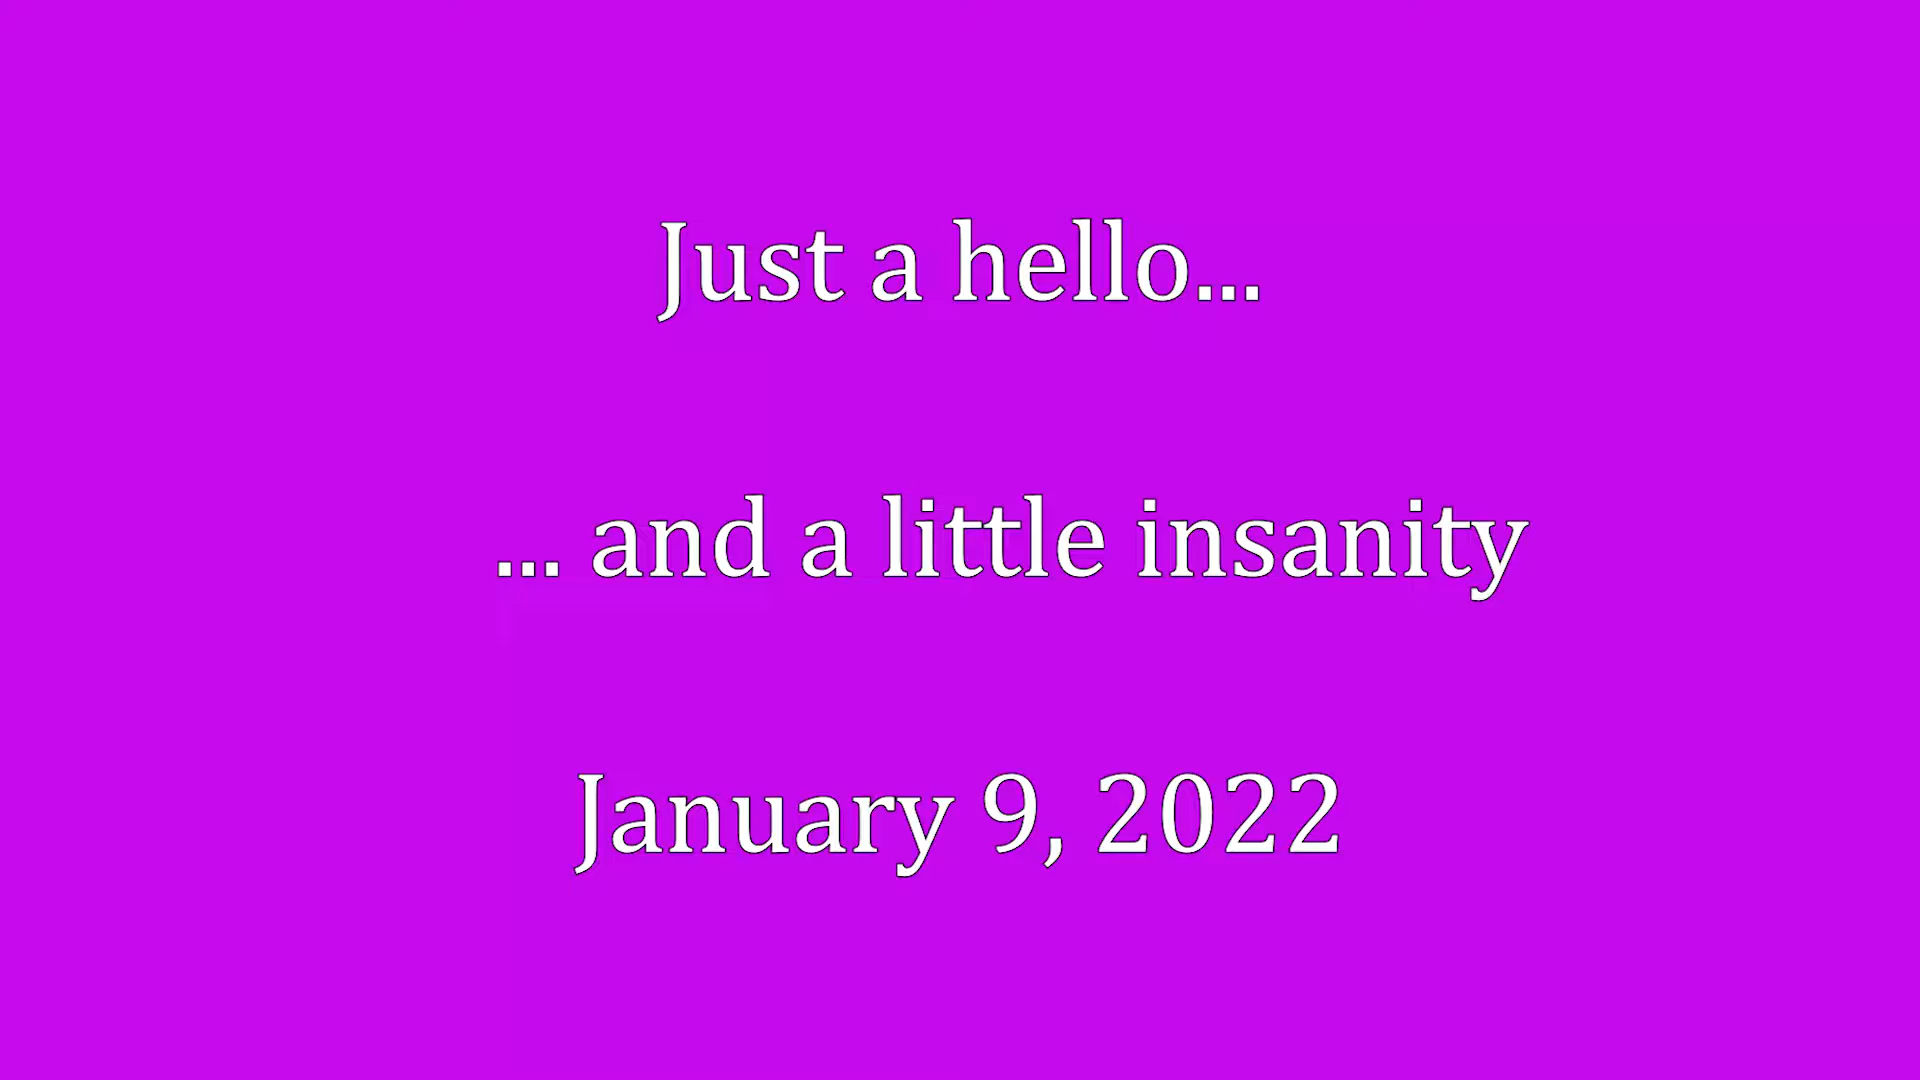 Just a hello...
... and a little insanity
January 9, 2022